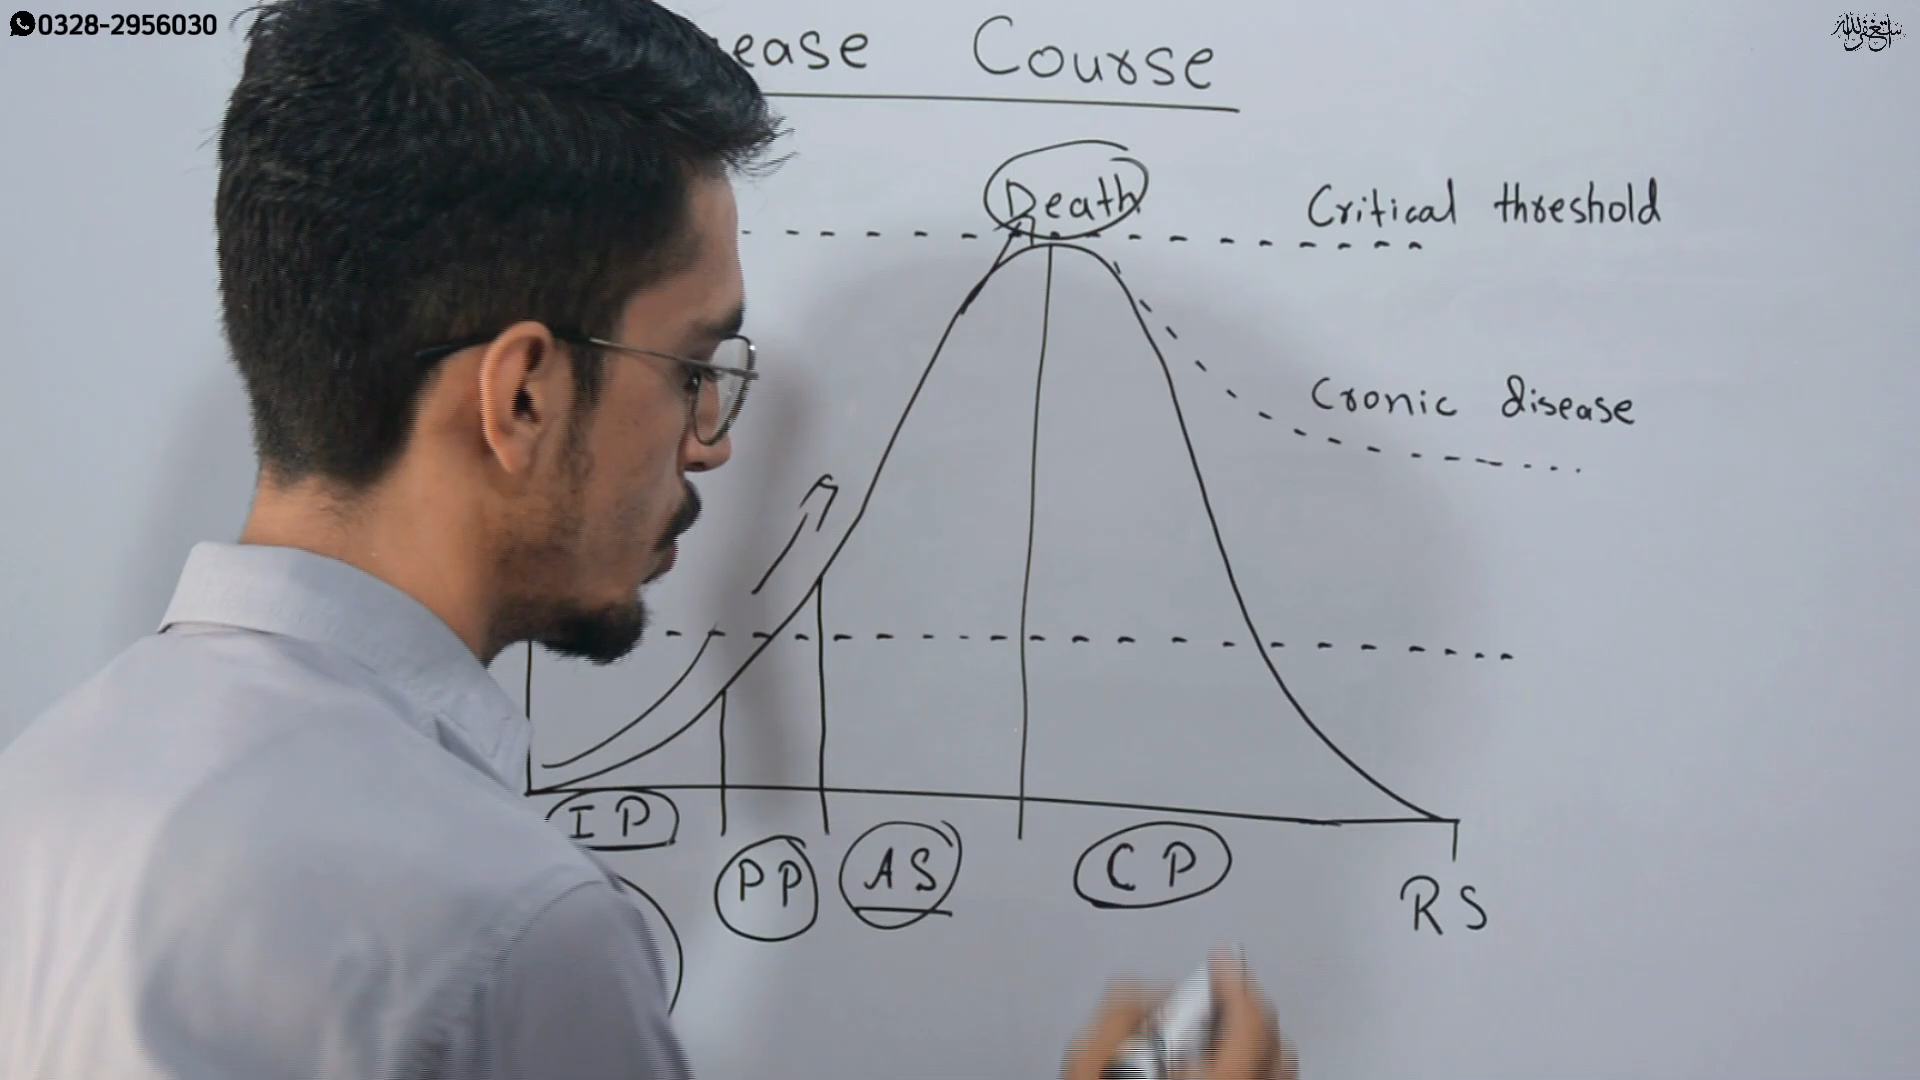 0328-2956030
ease Course
Death
Critical threshold
Cronic disease
IP
PP
AS
CP
RS